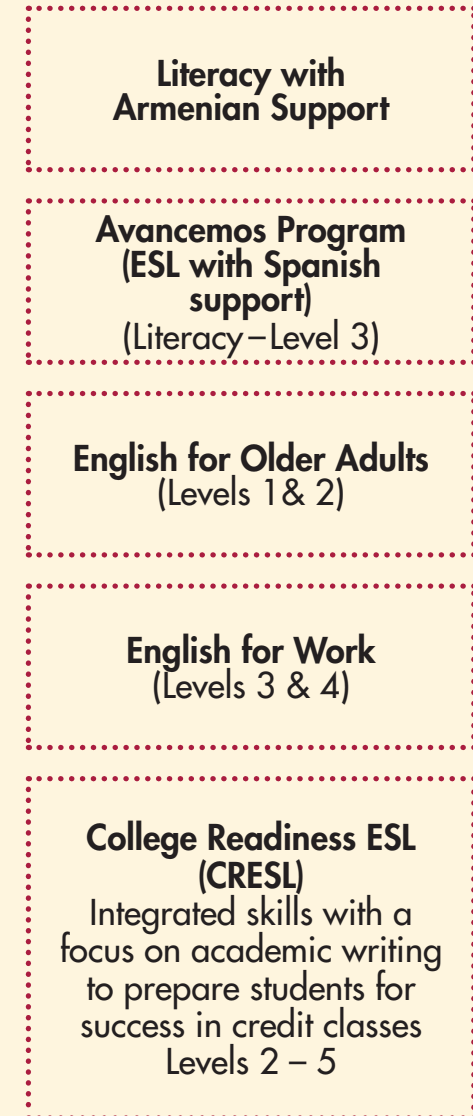 Literacy with
Armenian Support
Avancemos Program
(ESL with Spanish
support)
(Literacy–Level 3)
English for Older Adults
(Levels 1& 2)
English for Work
(Levels 3 & 4)
College Readiness ESL
(CRESL)
Integrated skills with a
focus on academic writing
to prepare students for
success in credit classes
Levels 2 – 5